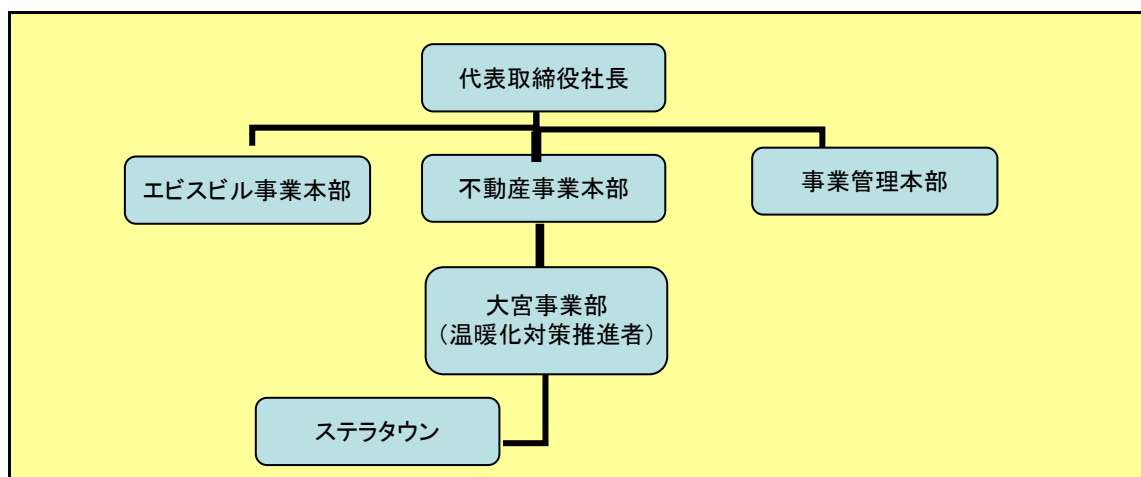 代表取締役社長
エビスビル事業本部
不動産事業本部
事業管理本部
大宮事業部
（温暖化対策推進者）
ステラタウン